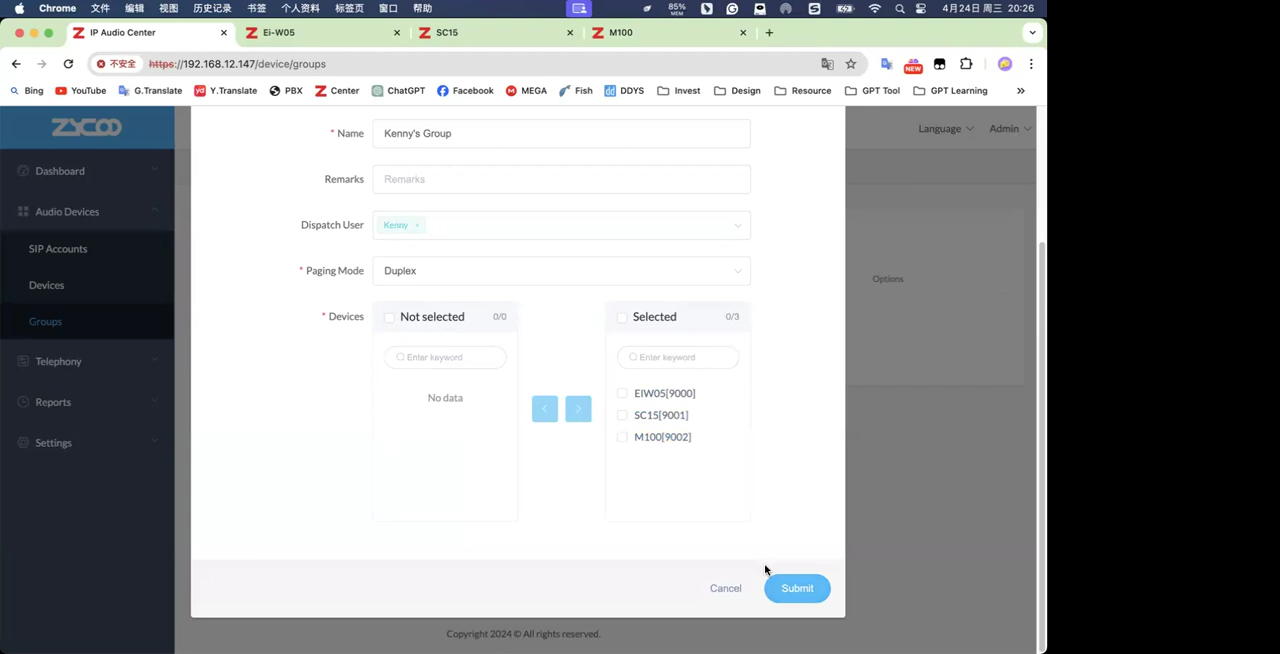 Chrome 文件 编辑 视图 历史记录 书签 个人资料 标签页 窗口 帮助 85% MEM 4月24日 周三 20:26
IP Audio Center × Ei-W05 × SC15 × M100 × +
不安全 https://192.168.12.147/device/groups NEW
Bing YouTube G.Translate Y.Translate PBX Center ChatGPT Facebook MEGA Fish DDYS Invest Design Resource GPT Tool GPT Learning »
ZYCOO
Language Admin
Dashboard
Audio Devices
SIP Accounts
Devices
Groups
Telephony
Reports
Settings
* Name Kenny's Group
Remarks Remarks
Dispatch User Kenny ×
* Paging Mode Duplex
* Devices Not selected 0/0 Selected 0/3
Enter keyword Enter keyword
No data
EIW05[9000]
SC15[9001]
M100[9002]
Options
Cancel Submit
Copyright 2024 © All rights reserved.